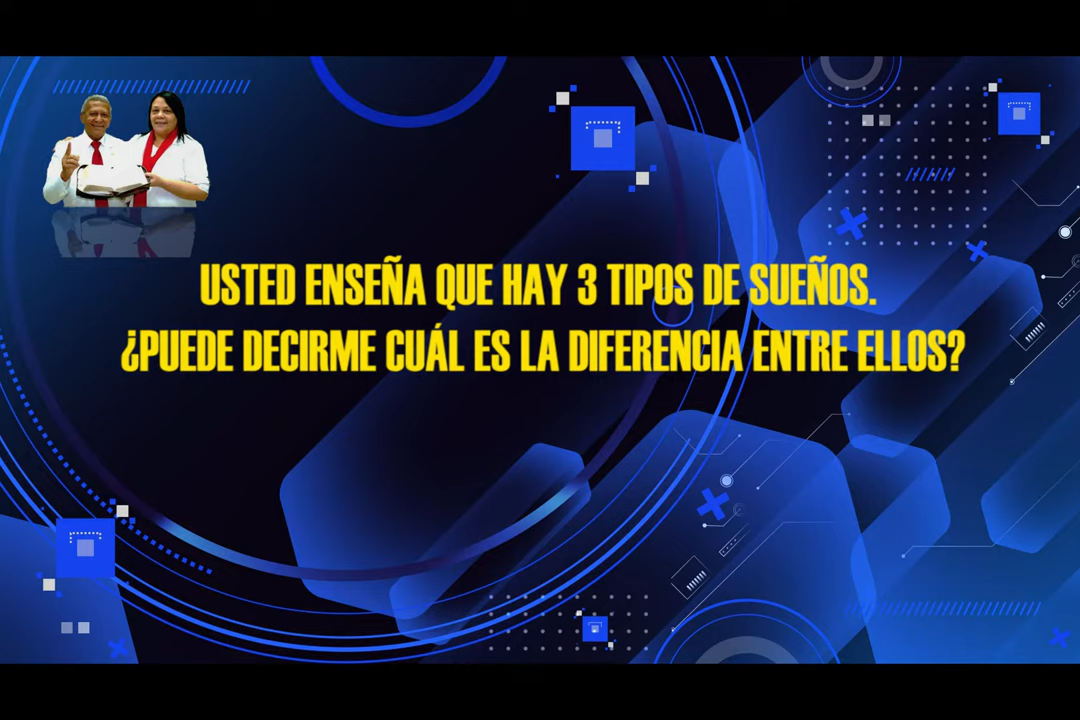 USTED ENSEÑA QUE HAY 3 TIPOS DE SUEÑOS.
¿PUEDE DECIRME CUÁL ES LA DIFERENCIA ENTRE ELLOS?